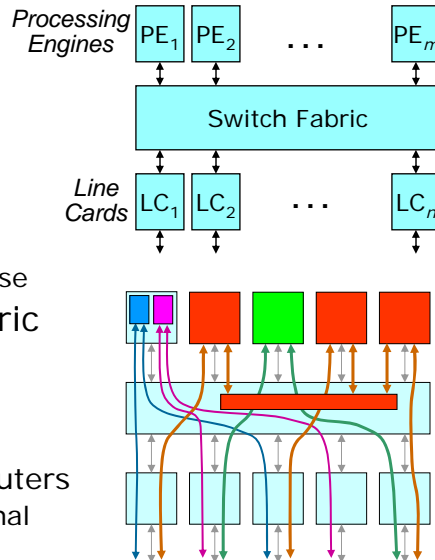 Processing
Engines
PE1 PE2 . . . PEm
Switch Fabric
Line
Cards
LC1 LC2 . . . LCn
se
ric
uters
nal